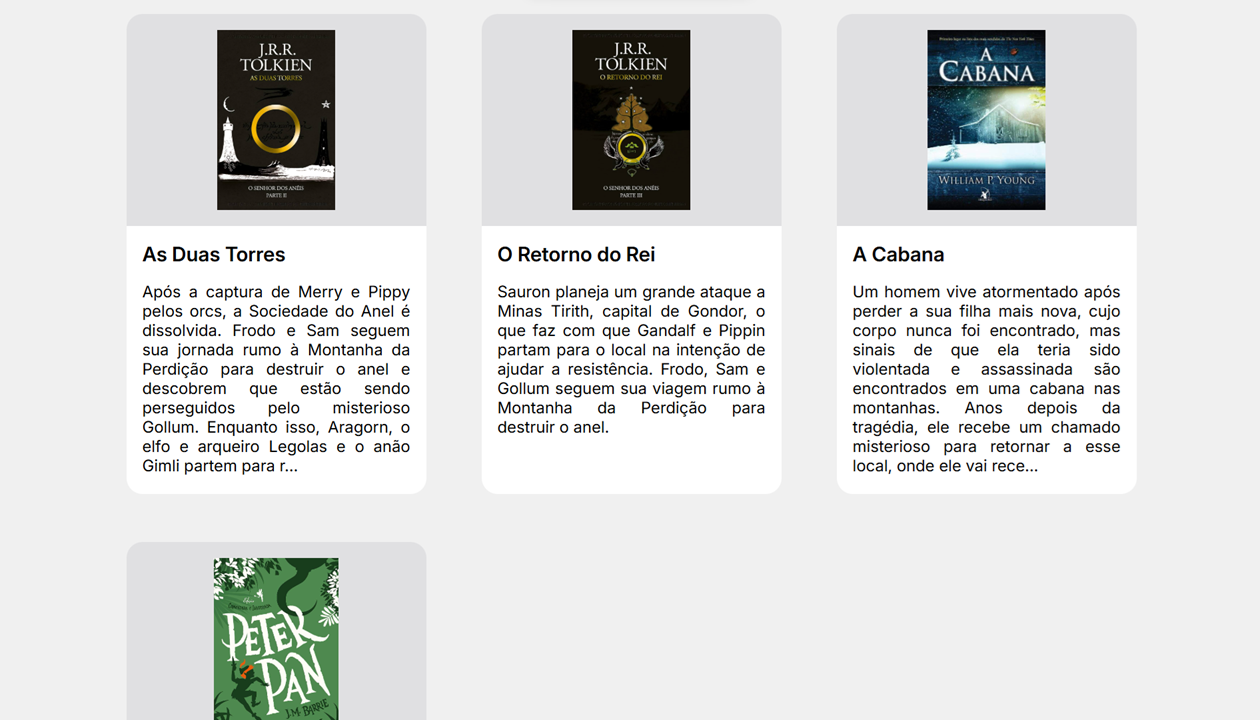 J.R.R.
TOLKIEN
AS DUAS TORRES
O SENHOR DOS ANÉIS
PARTE II
As Duas Torres
Após a captura de Merry e Pippy
pelos orcs, a Sociedade do Anel é
dissolvida. Frodo e Sam seguem
sua jornada rumo à Montanha da
Perdição para destruir o anel e
descobrem que estão sendo
perseguidos pelo misterioso
Gollum. Enquanto isso, Aragorn, o
elfo e arqueiro Legolas e o anão
Gimli partem para r...
J.R.R.
TOLKIEN
O RETORNO DO REI
O SENHOR DOS ANÉIS
PARTE III
O Retorno do Rei
Sauron planeja um grande ataque a
Minas Tirith, capital de Gondor, o
que faz com que Gandalf e Pippin
partam para o local na intenção de
ajudar a resistência. Frodo, Sam e
Gollum seguem sua viagem rumo à
Montanha da Perdição para
destruir o anel.
A
CABANA
WILLIAM P. YOUNG
A Cabana
Um homem vive atormentado após
perder a sua filha mais nova, cujo
corpo nunca foi encontrado, mas
sinais de que ela teria sido
violentada e assassinada são
encontrados em uma cabana nas
montanhas. Anos depois da
tragédia, ele recebe um chamado
misterioso para retornar a esse
local, onde ele vai rece...
PETER
PAN
J.M. BARRIE